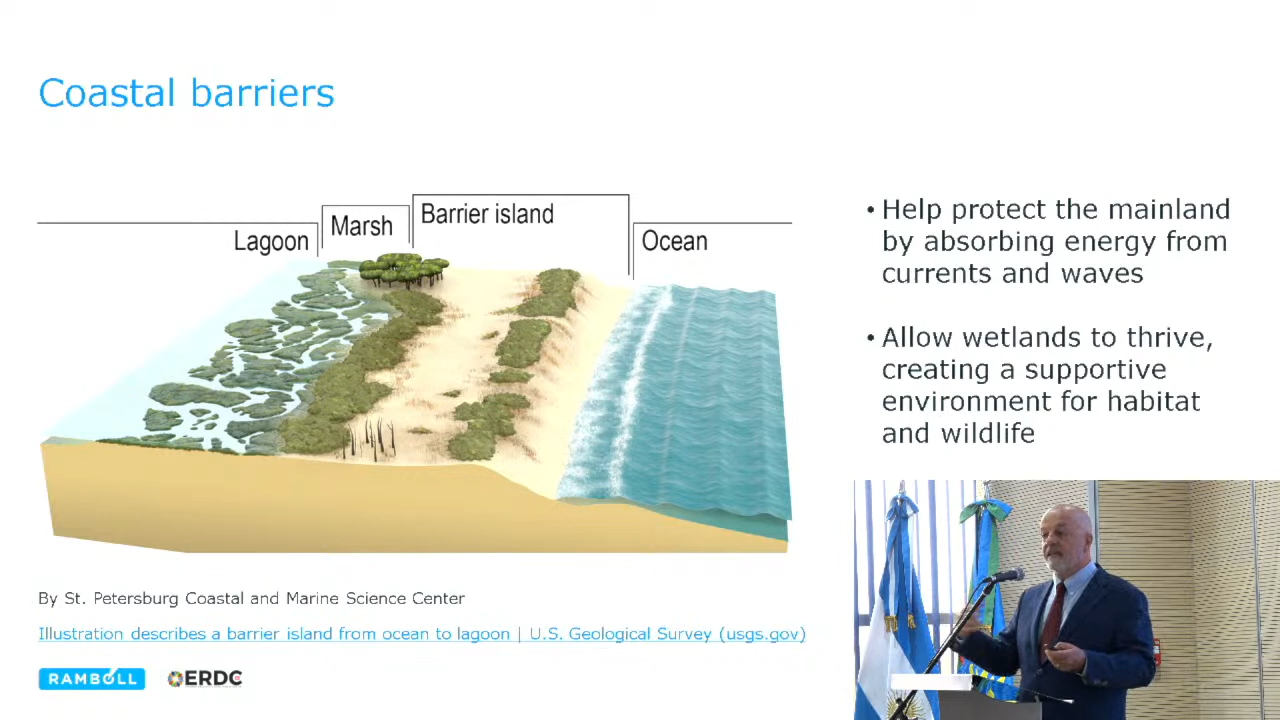 Coastal barriers
Lagoon
Marsh
Barrier island
Ocean
• Help protect the mainland
by absorbing energy from
currents and waves
• Allow wetlands to thrive,
creating a supportive
environment for habitat
and wildlife
By St. Petersburg Coastal and Marine Science Center
Illustration describes a barrier island from ocean to lagoon | U.S. Geological Survey (usgs.gov)
RAMBOLL
ERDC